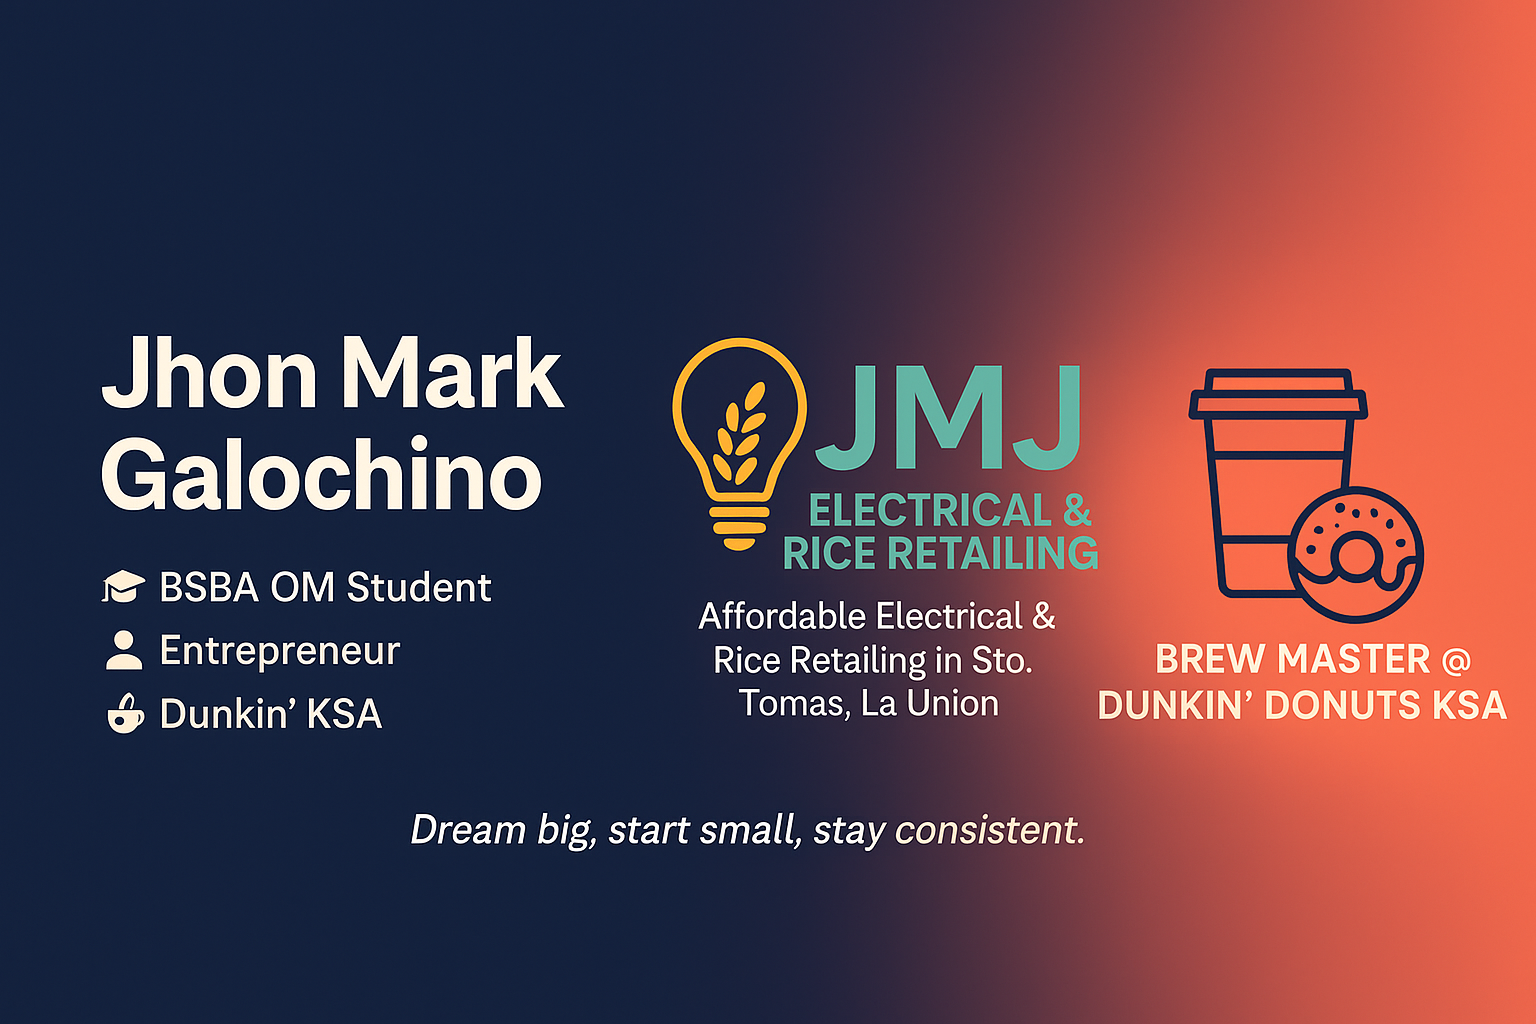 Jhon Mark
Galochino
BSBA OM Student
Entrepreneur
Dunkin’ KSA
JMJ
ELECTRICAL &
RICE RETAILING
Affordable Electrical &
Rice Retailing in Sto.
Tomas, La Union
BREW MASTER @
DUNKIN’ DONUTS KSA
Dream big, start small, stay consistent.